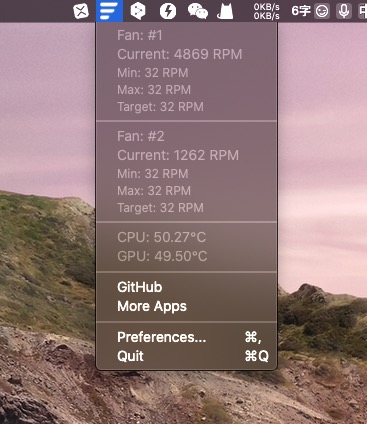 0KB/s
0KB/s
6字
Fan: #1
Current: 4869 RPM
Min: 32 RPM
Max: 32 RPM
Target: 32 RPM
Fan: #2
Current: 1262 RPM
Min: 32 RPM
Max: 32 RPM
Target: 32 RPM
CPU: 50.27°C
GPU: 49.50°C
GitHub
More Apps
Preferences... ⌘,
Quit ⌘Q